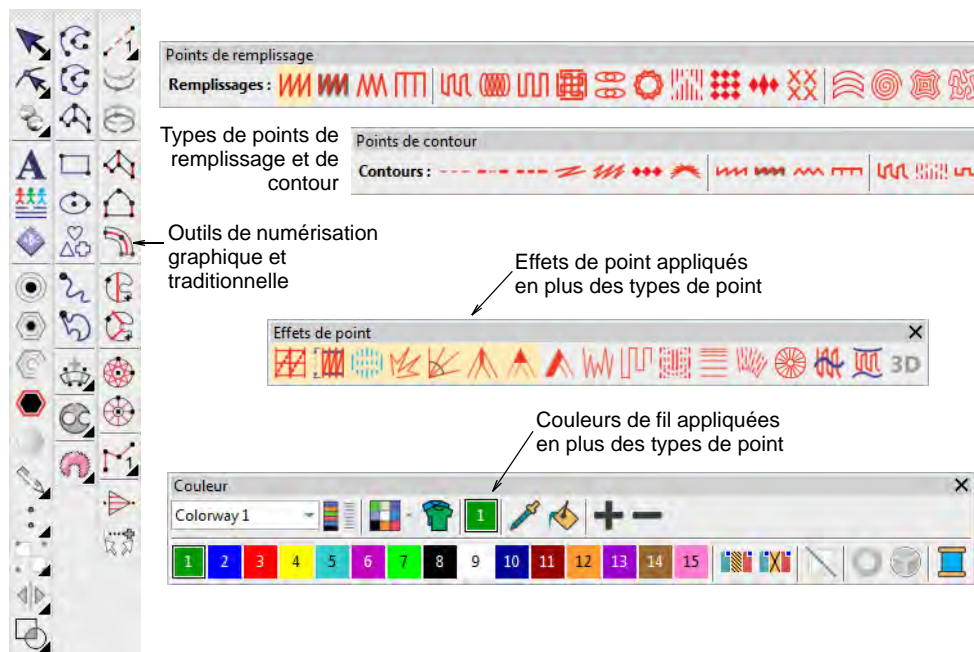 Points de remplissage
Remplissages :
Types de points de
remplissage et de
contour
Points de contour
Contours :
Outils de numérisation
graphique et
traditionnelle
Effets de point appliqués
en plus des types de point
Effets de point
3D
Couleurs de fil appliquées
en plus des types de point
Couleur
Colorway 1
1
1 2 3 4 5 6 7 8 9 10 11 12 13 14 15
A
1
1